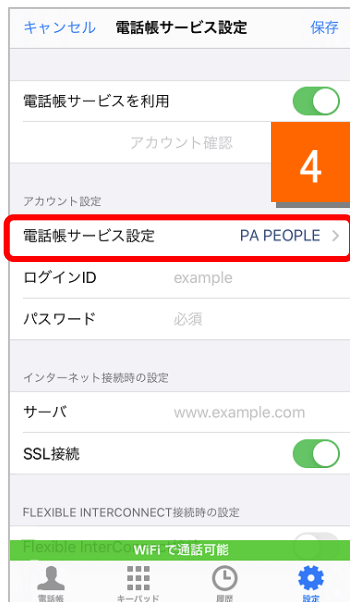 キャンセル 電話帳サービス設定 保存
電話帳サービスを利用
アカウント確認
4
アカウント設定
電話帳サービス設定 PA PEOPLE
ログインID example
パスワード 必須
インターネット接続時の設定
サーバ www.example.com
SSL接続
FLEXIBLE INTERCONNECT接続時の設定
Flexible InterCon
WiFi で通話可能
電話帳 キーパッド 履歴 設定